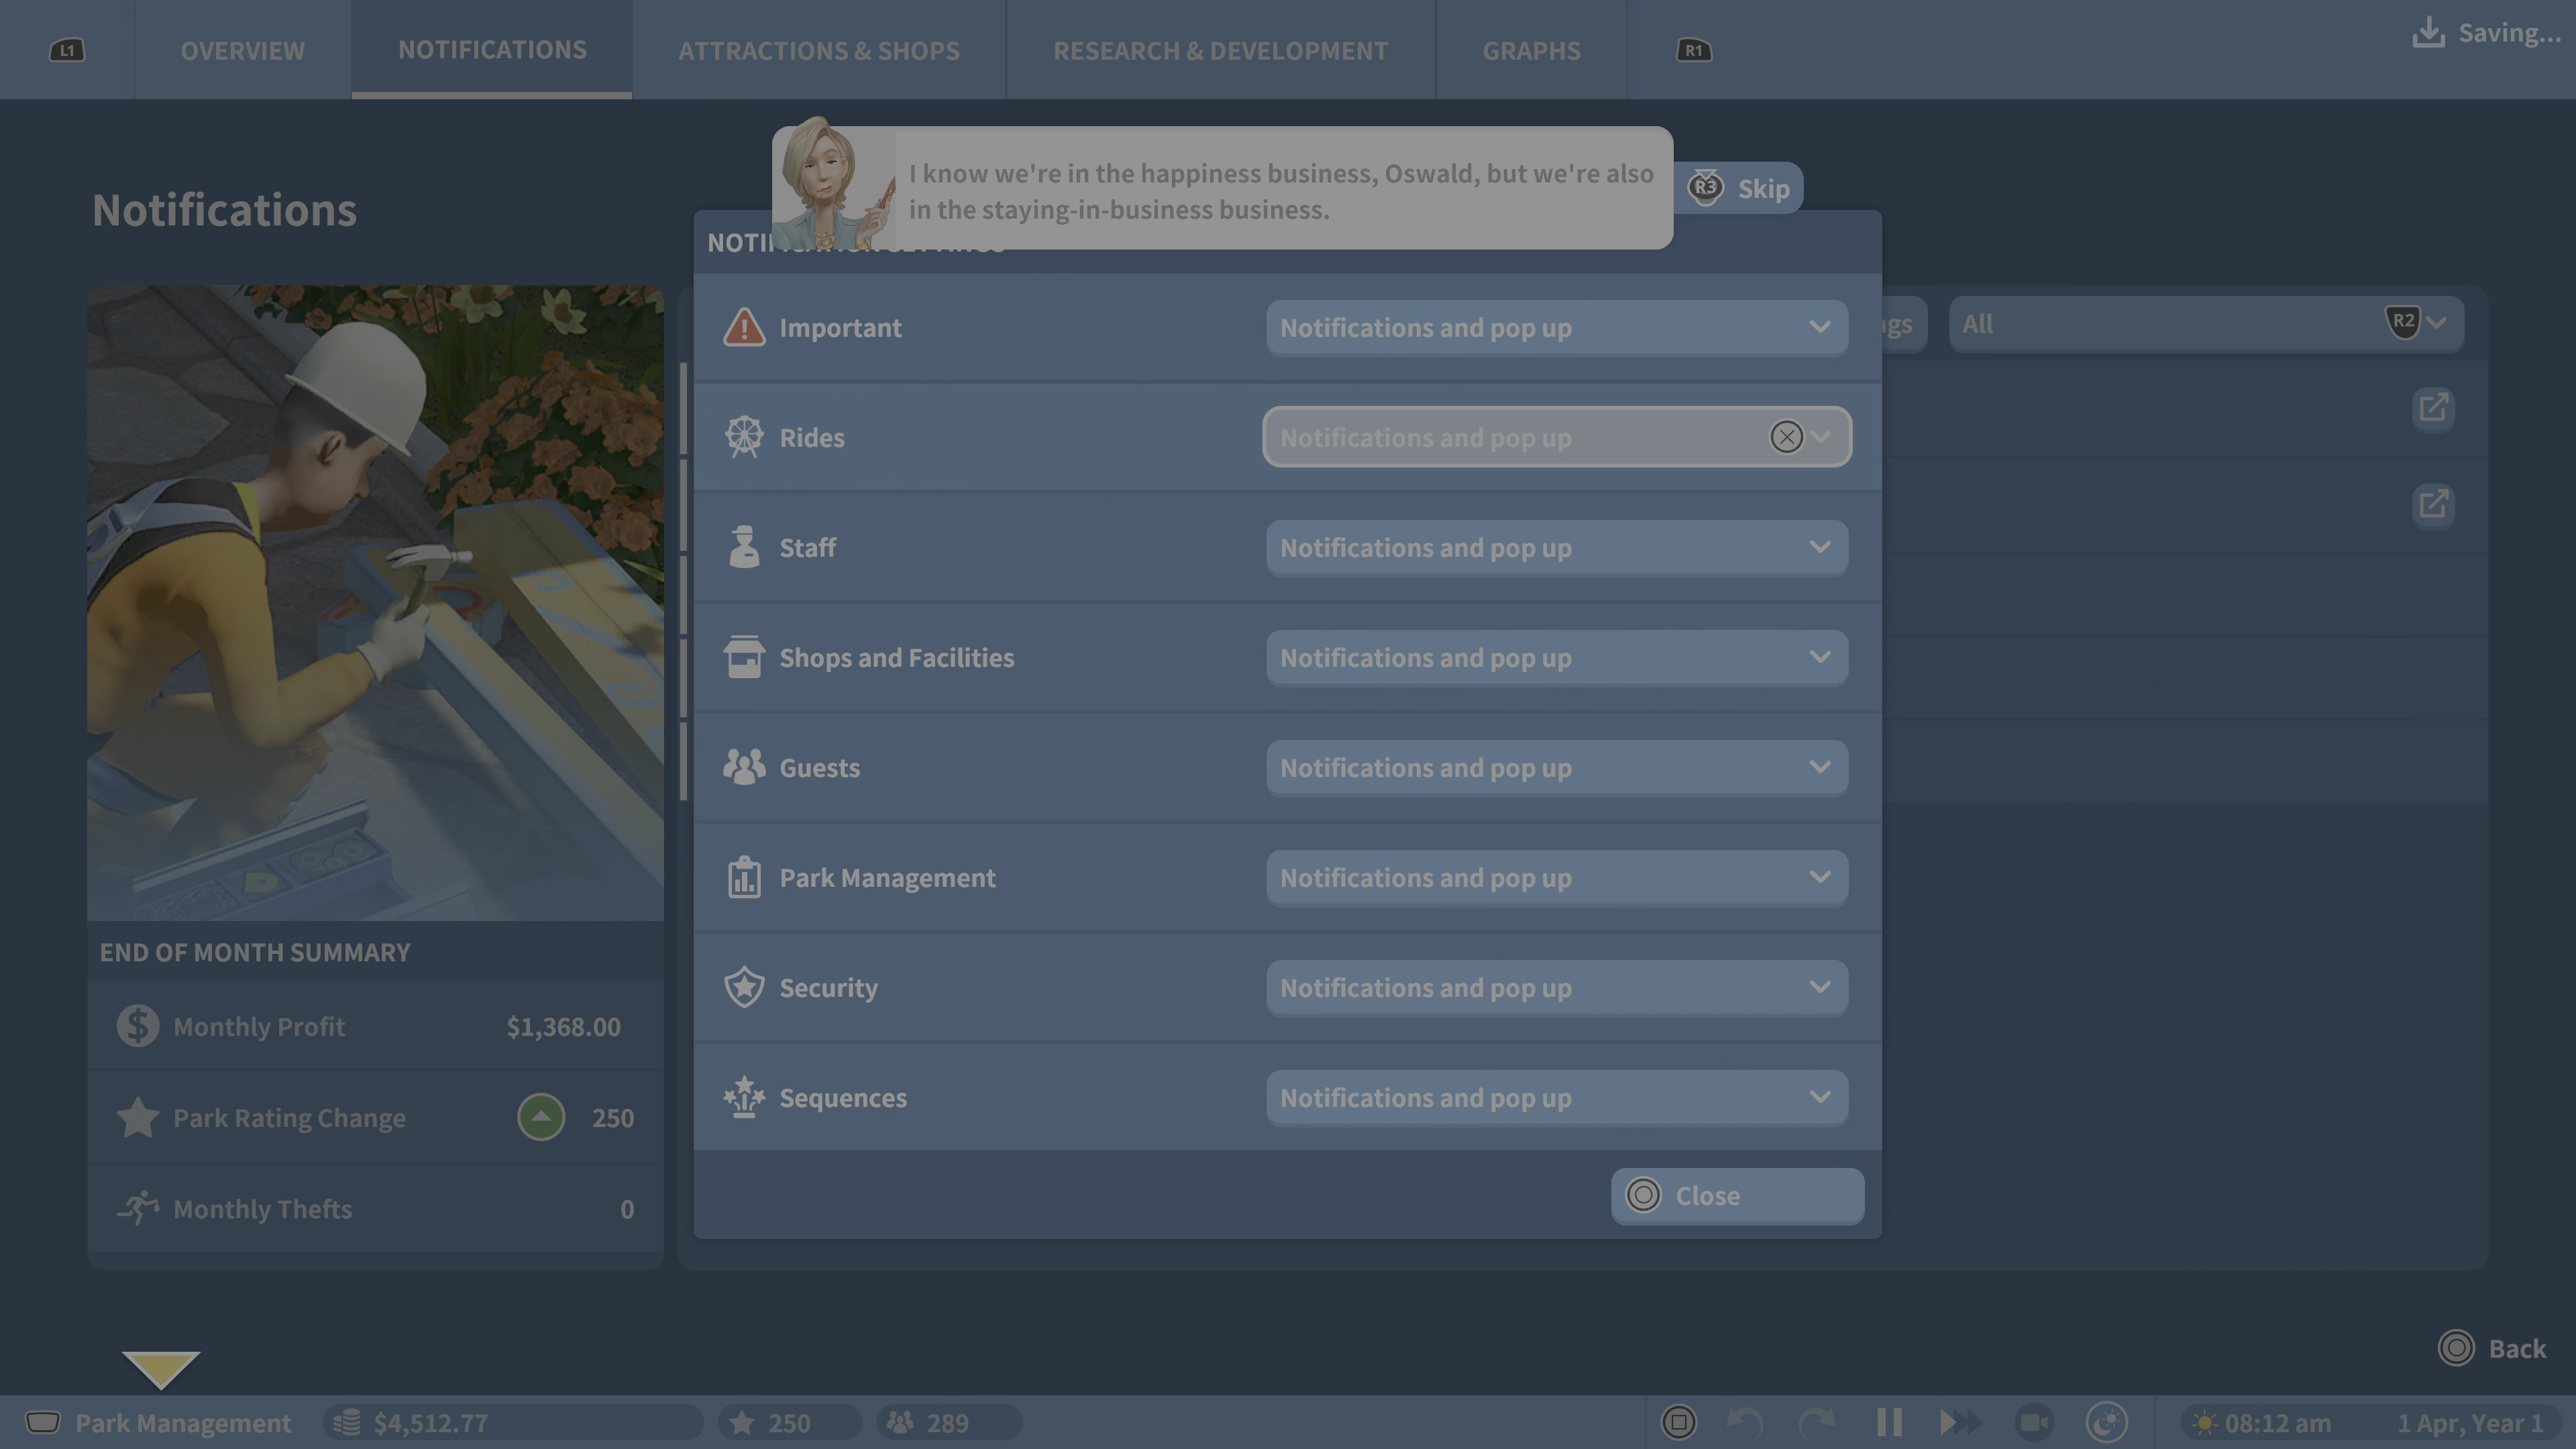 L1
OVERVIEW
NOTIFICATIONS
ATTRACTIONS & SHOPS
RESEARCH & DEVELOPMENT
GRAPHS
R1
Saving...
I know we're in the happiness business, Oswald, but we're also
in the staying-in-business business.
R3 Skip
Notifications
All
R2
Important
Notifications and pop up
Rides
Notifications and pop up
Staff
Notifications and pop up
Shops and Facilities
Notifications and pop up
Guests
Notifications and pop up
Park Management
Notifications and pop up
Security
Notifications and pop up
Sequences
Notifications and pop up
Close
END OF MONTH SUMMARY
Monthly Profit $1,368.00
Park Rating Change 250
Monthly Thefts 0
Back
Park Management
$4,512.77
250
289
08:12 am
1 Apr, Year 1